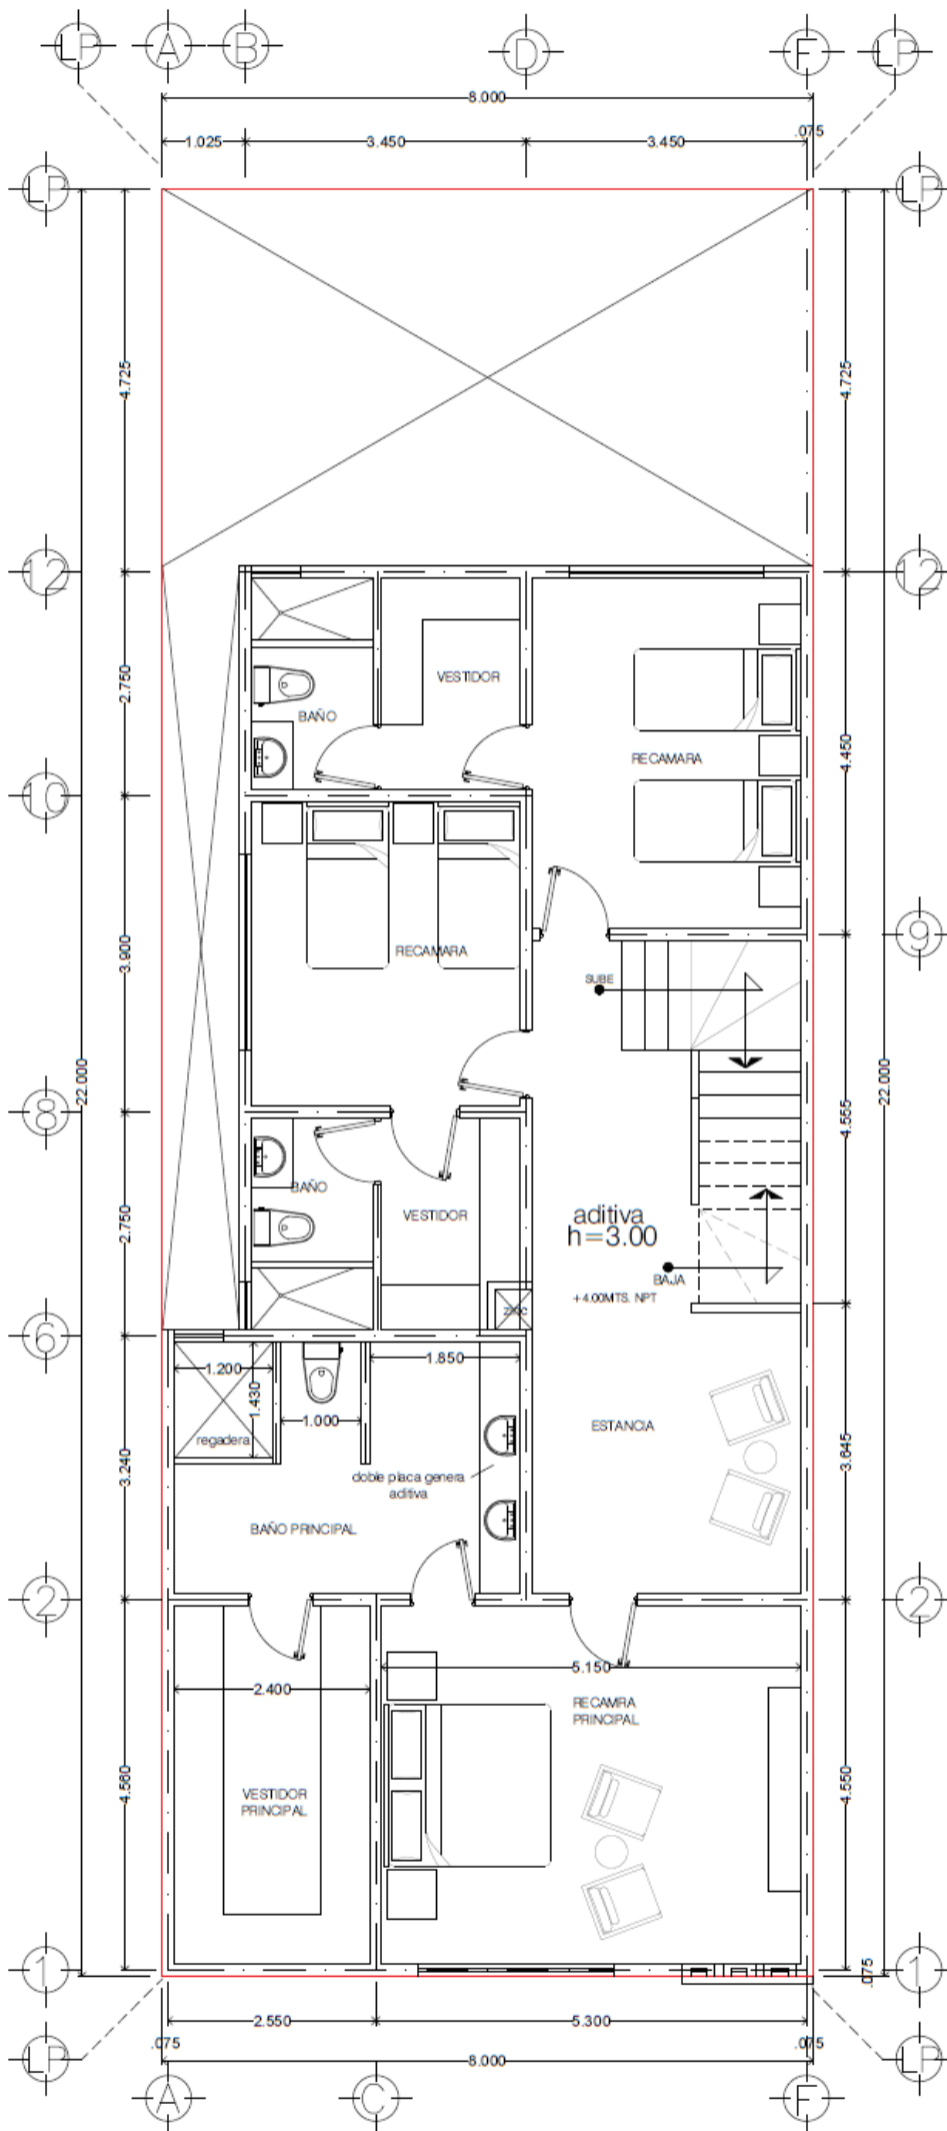 LP
A
B
D
F
LP
8.000
.075
1.025
3.450
3.450
LP
LP
4.725
4.725
12
12
2.750
VESTIDOR
BAÑO
RECAMARA
4.450
10
RECAMARA
3.900
9
SUBE
22.000
22.000
8
4.555
BAÑO
VESTIDOR
2.750
aditiva
h=3.00
BAJA
+4.00MTS. NPT
6
1.200
1.430
1.850
1.000
regadera
ESTANCIA
3.240
3.645
doble placa genera
aditiva
BAÑO PRINCIPAL
2
2
5.150
2.400
RECAMRA
PRINCIPAL
4.560
4.550
VESTIDOR
PRINCIPAL
1
1
.075
2.550
5.300
.075
.075
LP
8.000
LP
A
C
F